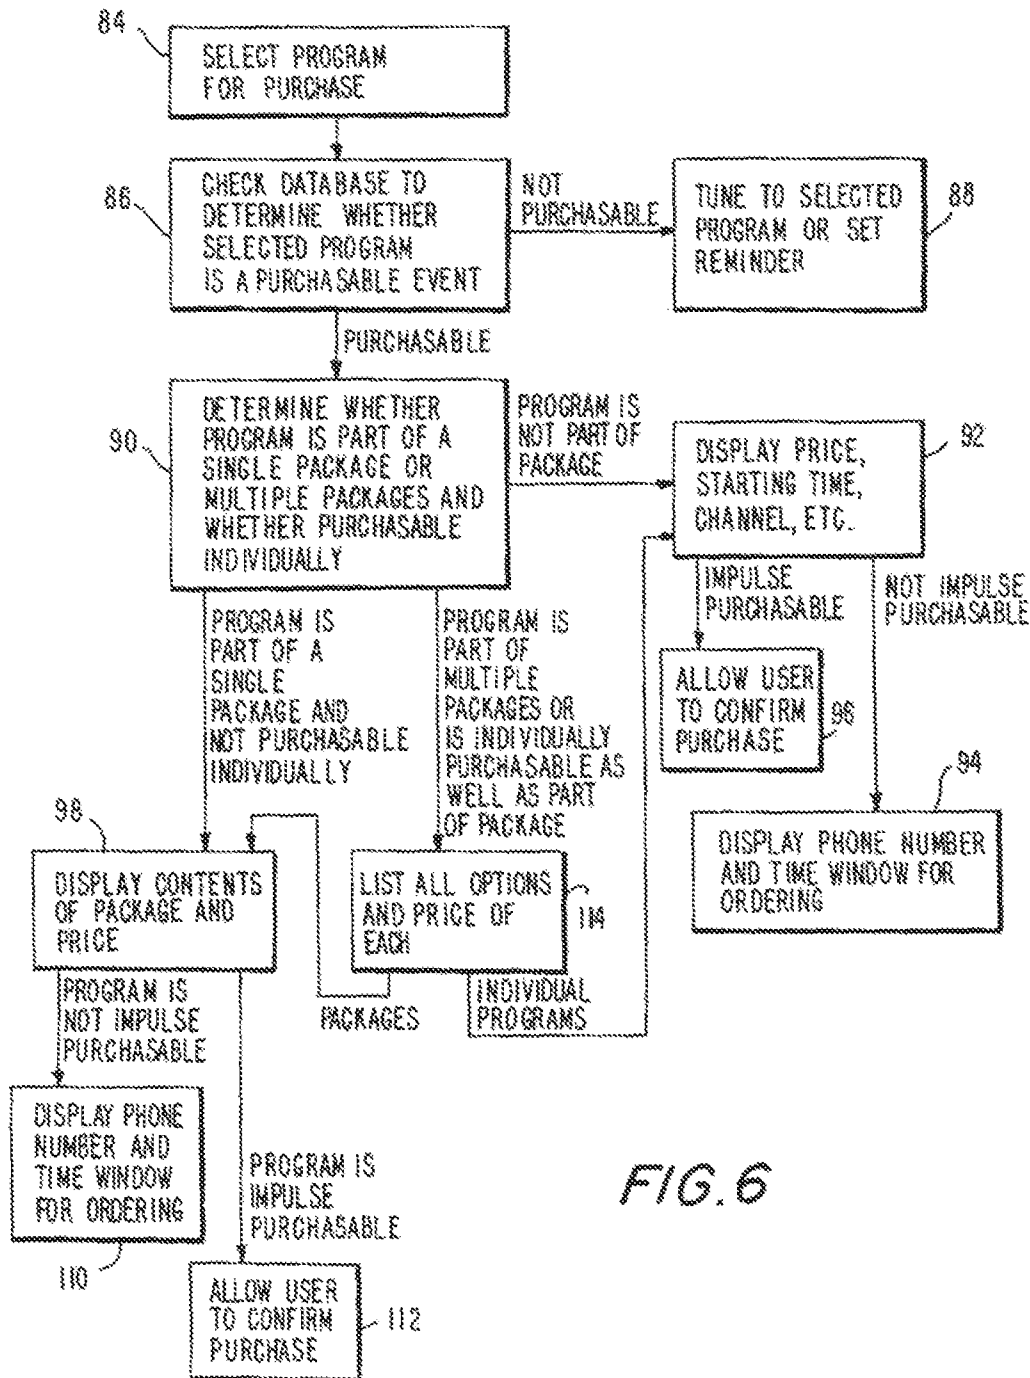 84
SELECT PROGRAM
FOR PURCHASE
86
CHECK DATABASE TO
DETERMINE WHETHER
SELECTED PROGRAM
IS A PURCHASABLE EVENT
NOT
PURCHASABLE
TUNE TO SELECTED
PROGRAM OR SET
REMINDER
88
PURCHASABLE
90
DETERMINE WHETHER
PROGRAM IS PART OF A
SINGLE PACKAGE OR
MULTIPLE PACKAGES AND
WHETHER PURCHASABLE
INDIVIDUALLY
PROGRAM IS
NOT PART OF
PACKAGE
92
DISPLAY PRICE,
STARTING TIME,
CHANNEL, ETC.
IMPULSE
PURCHASABLE
NOT IMPULSE
PURCHASABLE
ALLOW USER
TO CONFIRM
PURCHASE
96
94
DISPLAY PHONE NUMBER
AND TIME WINDOW FOR
ORDERING
PROGRAM IS
PART OF A
SINGLE
PACKAGE AND
NOT PURCHASABLE
INDIVIDUALLY
PROGRAM IS
PART OF
MULTIPLE
PACKAGES OR
IS INDIVIDUALLY
PURCHASABLE AS
WELL AS PART
OF PACKAGE
98
DISPLAY CONTENTS
OF PACKAGE AND
PRICE
LIST ALL OPTIONS
AND PRICE OF
EACH
114
PACKAGES
INDIVIDUAL
PROGRAMS
PROGRAM IS
NOT IMPULSE
PURCHASABLE
DISPLAY PHONE
NUMBER AND
TIME WINDOW
FOR ORDERING
110
PROGRAM IS
IMPULSE
PURCHASABLE
ALLOW USER
TO CONFIRM
PURCHASE
112
FIG. 6